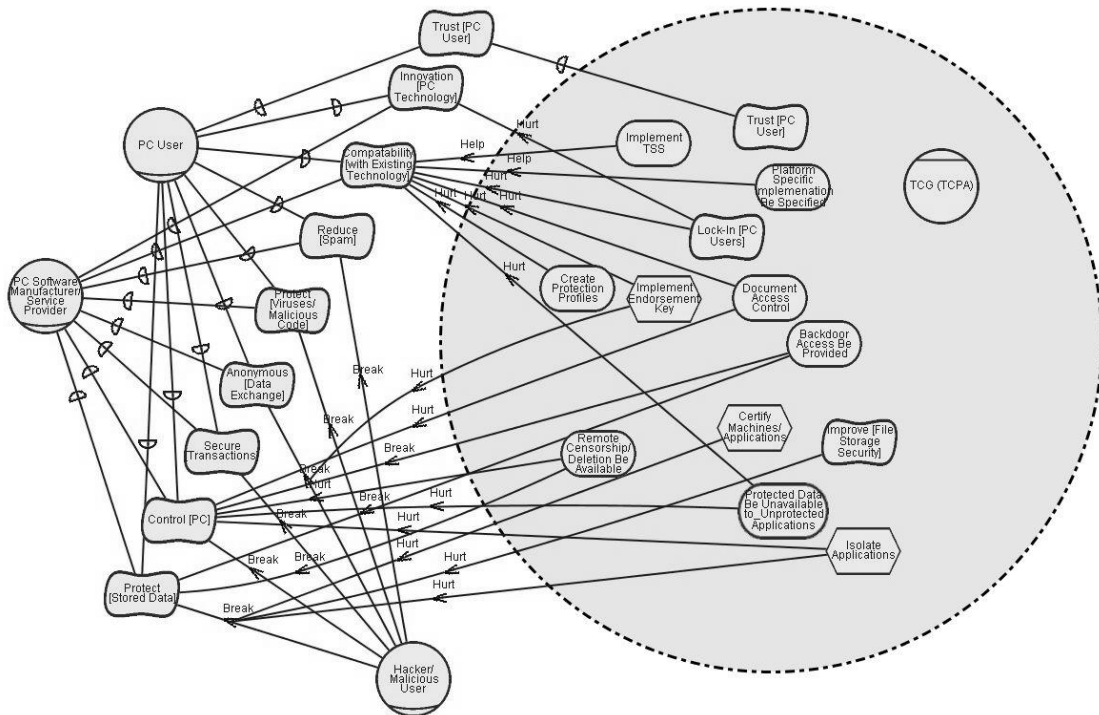 Trust [PC
User]
Innovation
[PC
Technology]
PC User
Compatability
[with Existing
Technology]
Help
Help
Hurt
Hurt
Hurt
Hurt
Hurt
Hurt
Implement
TSS
Trust [PC
User]
Platform
Specific
Implemenation
Be Specified
TCG (TCPA)
Reduce
[Spam]
Lock-In [PC
Users]
Hurt
PC Software
Manufacturer/
Service
Provider
Create
Protection
Profiles
Implement
Endorsement
Key
Document
Access
Control
Protect
[Viruses/
Malicious
Code]
Backdoor
Access Be
Provided
Anonymous
[Data
Exchange]
Break
Hurt
Hurt
Break
Break
Certify
Machines/
Applications
Secure
Transactions
Remote
Censorship/
Deletion Be
Available
Improve [File
Storage
Security]
Break
Hurt
Break
Hurt
Control [PC]
Break
Hurt
Protected Data
Be Unavailable
to_Unprotected
Applications
Break
Break
Hurt
Hurt
Isolate
Applications
Protect
[Stored Data]
Break
Hurt
Hacker/
Malicious
User